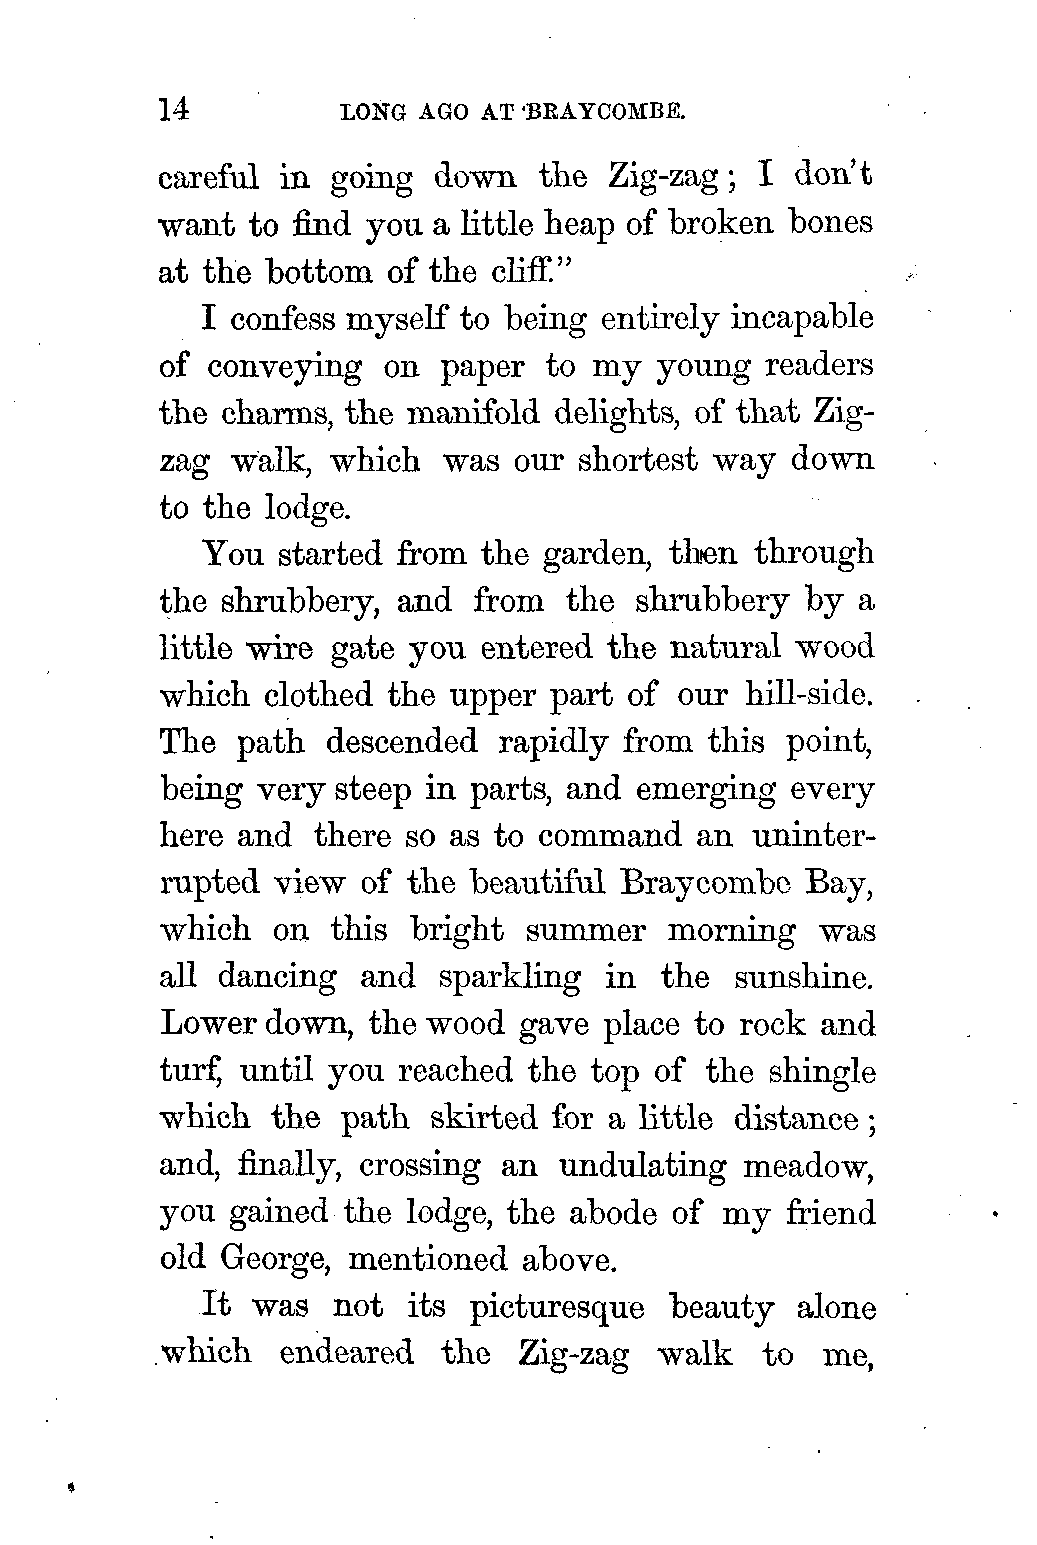 14 LONG AGO AT BRAYCOMBE.
careful in going down the Zig-zag; I don't
want to find you a little heap of broken bones
at the bottom of the cliff."
I confess myself to being entirely incapable
of conveying on paper to my young readers
the charms, the manifold delights, of that Zig-
zag walk, which was our shortest way down
to the lodge.
You started from the garden, then through
the shrubbery, and from the shrubbery by a
little wire gate you entered the natural wood
which clothed the upper part of our hill-side.
The path descended rapidly from this point,
being very steep in parts, and emerging every
here and there so as to command an uninter-
rupted view of the beautiful Braycombe Bay,
which on this bright summer morning was
all dancing and sparkling in the sunshine.
Lower down, the wood gave place to rock and
turf, until you reached the top of the shingle
which the path skirted for a little distance;
and, finally, crossing an undulating meadow,
you gained the lodge, the abode of my friend
old George, mentioned above.
It was not its picturesque beauty alone
which endeared the Zig-zag walk to me,